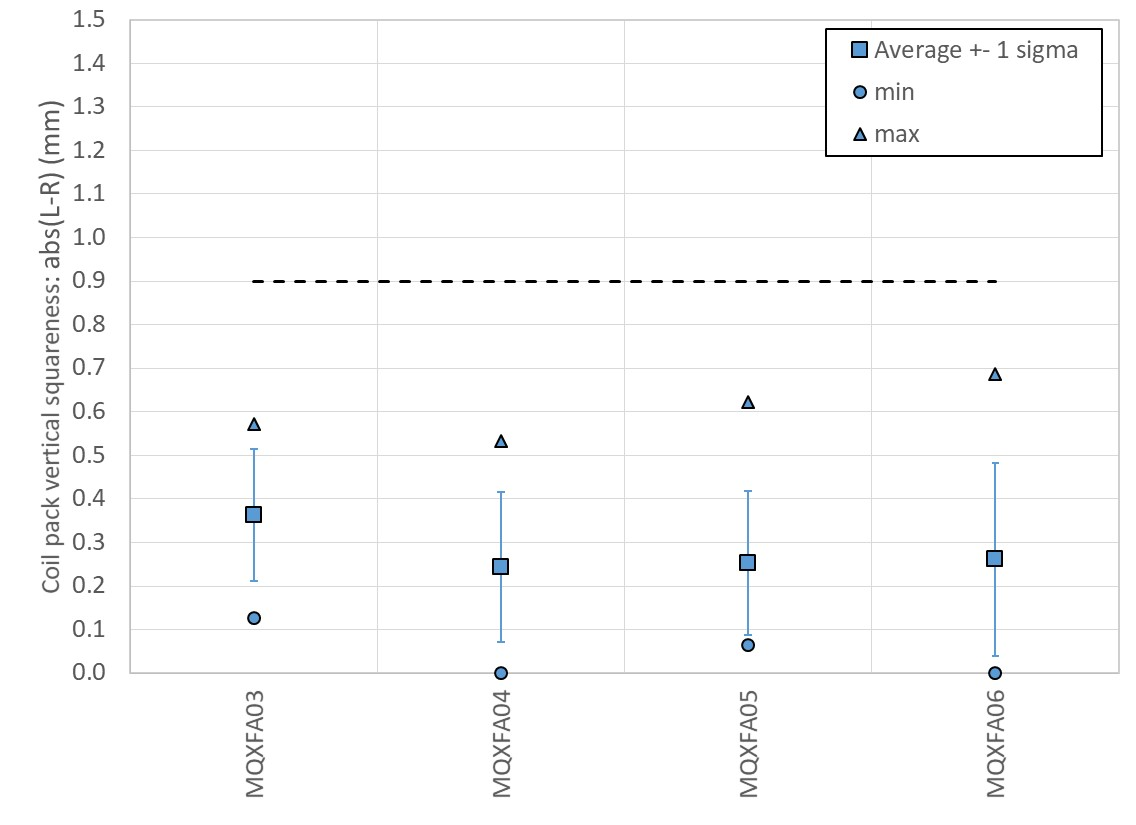 Coil pack vertical squareness: abs(L-R) (mm)
1.5
1.4
1.3
1.2
1.1
1.0
0.9
0.8
0.7
0.6
0.5
0.4
0.3
0.2
0.1
0.0
Average +- 1 sigma
min
max
MQXFA03
MQXFA04
MQXFA05
MQXFA06